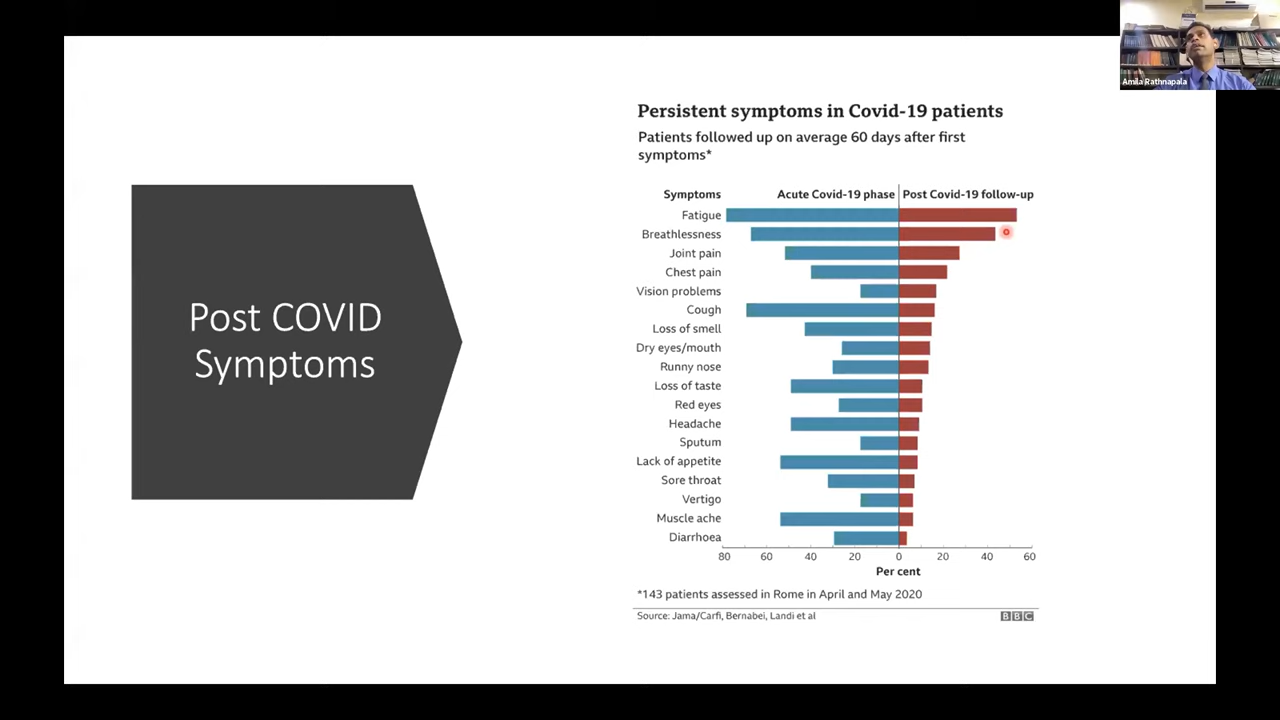 Amila Rathnapala
Post COVID
Symptoms
Persistent symptoms in Covid-19 patients
Patients followed up on average 60 days after first
symptoms*
Symptoms Acute Covid-19 phase Post Covid-19 follow-up
Fatigue
Breathlessness
Joint pain
Chest pain
Vision problems
Cough
Loss of smell
Dry eyes/mouth
Runny nose
Loss of taste
Red eyes
Headache
Sputum
Lack of appetite
Sore throat
Vertigo
Muscle ache
Diarrhoea
80 60 40 20 0 20 40 60
Per cent
*143 patients assessed in Rome in April and May 2020
Source: Jama/Carfi, Bernabei, Landi et al BBC